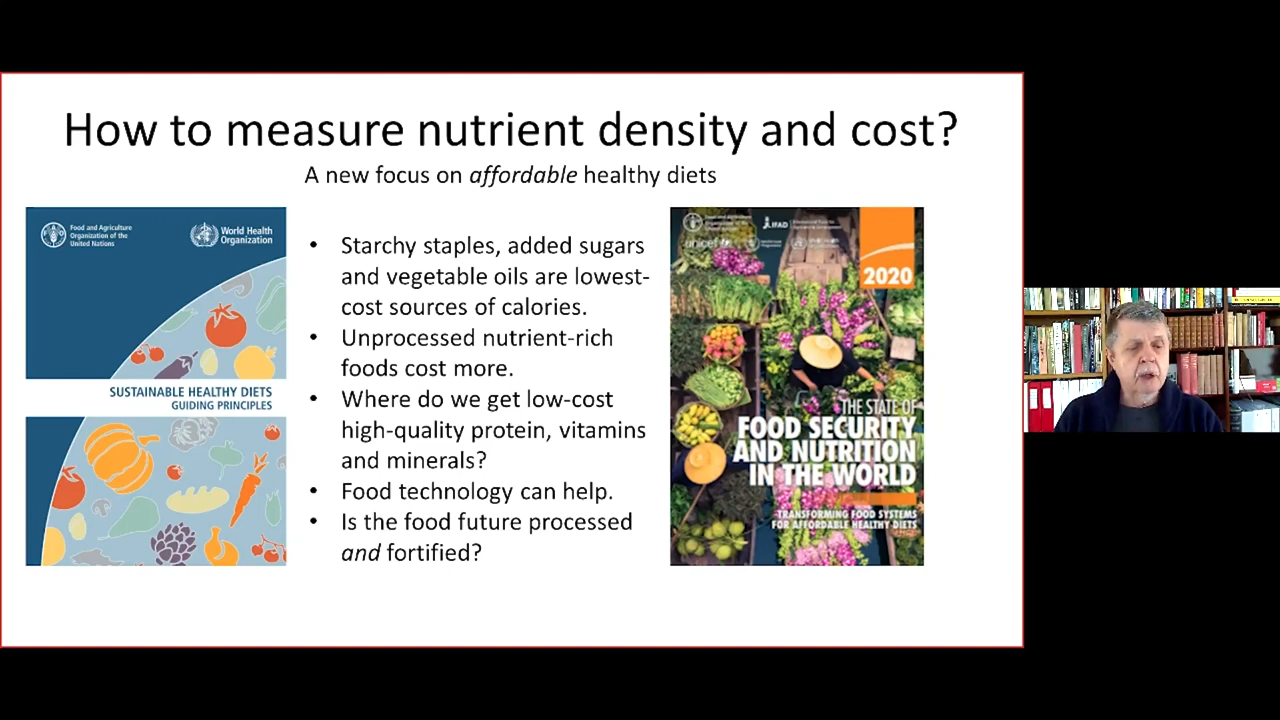 How to measure nutrient density and cost?
A new focus on affordable healthy diets
Food and Agriculture
Organization of the
United Nations
World Health
Organization
SUSTAINABLE HEALTHY DIETS
GUIDING PRINCIPLES
• Starchy staples, added sugars
and vegetable oils are lowest-
cost sources of calories.
• Unprocessed nutrient-rich
foods cost more.
• Where do we get low-cost
high-quality protein, vitamins
and minerals?
• Food technology can help.
• Is the food future processed
and fortified?
IFAD
unicef
2020
THE STATE OF
FOOD SECURITY
AND NUTRITION
IN THE WORLD
TRANSFORMING FOOD SYSTEMS
FOR AFFORDABLE HEALTHY DIETS